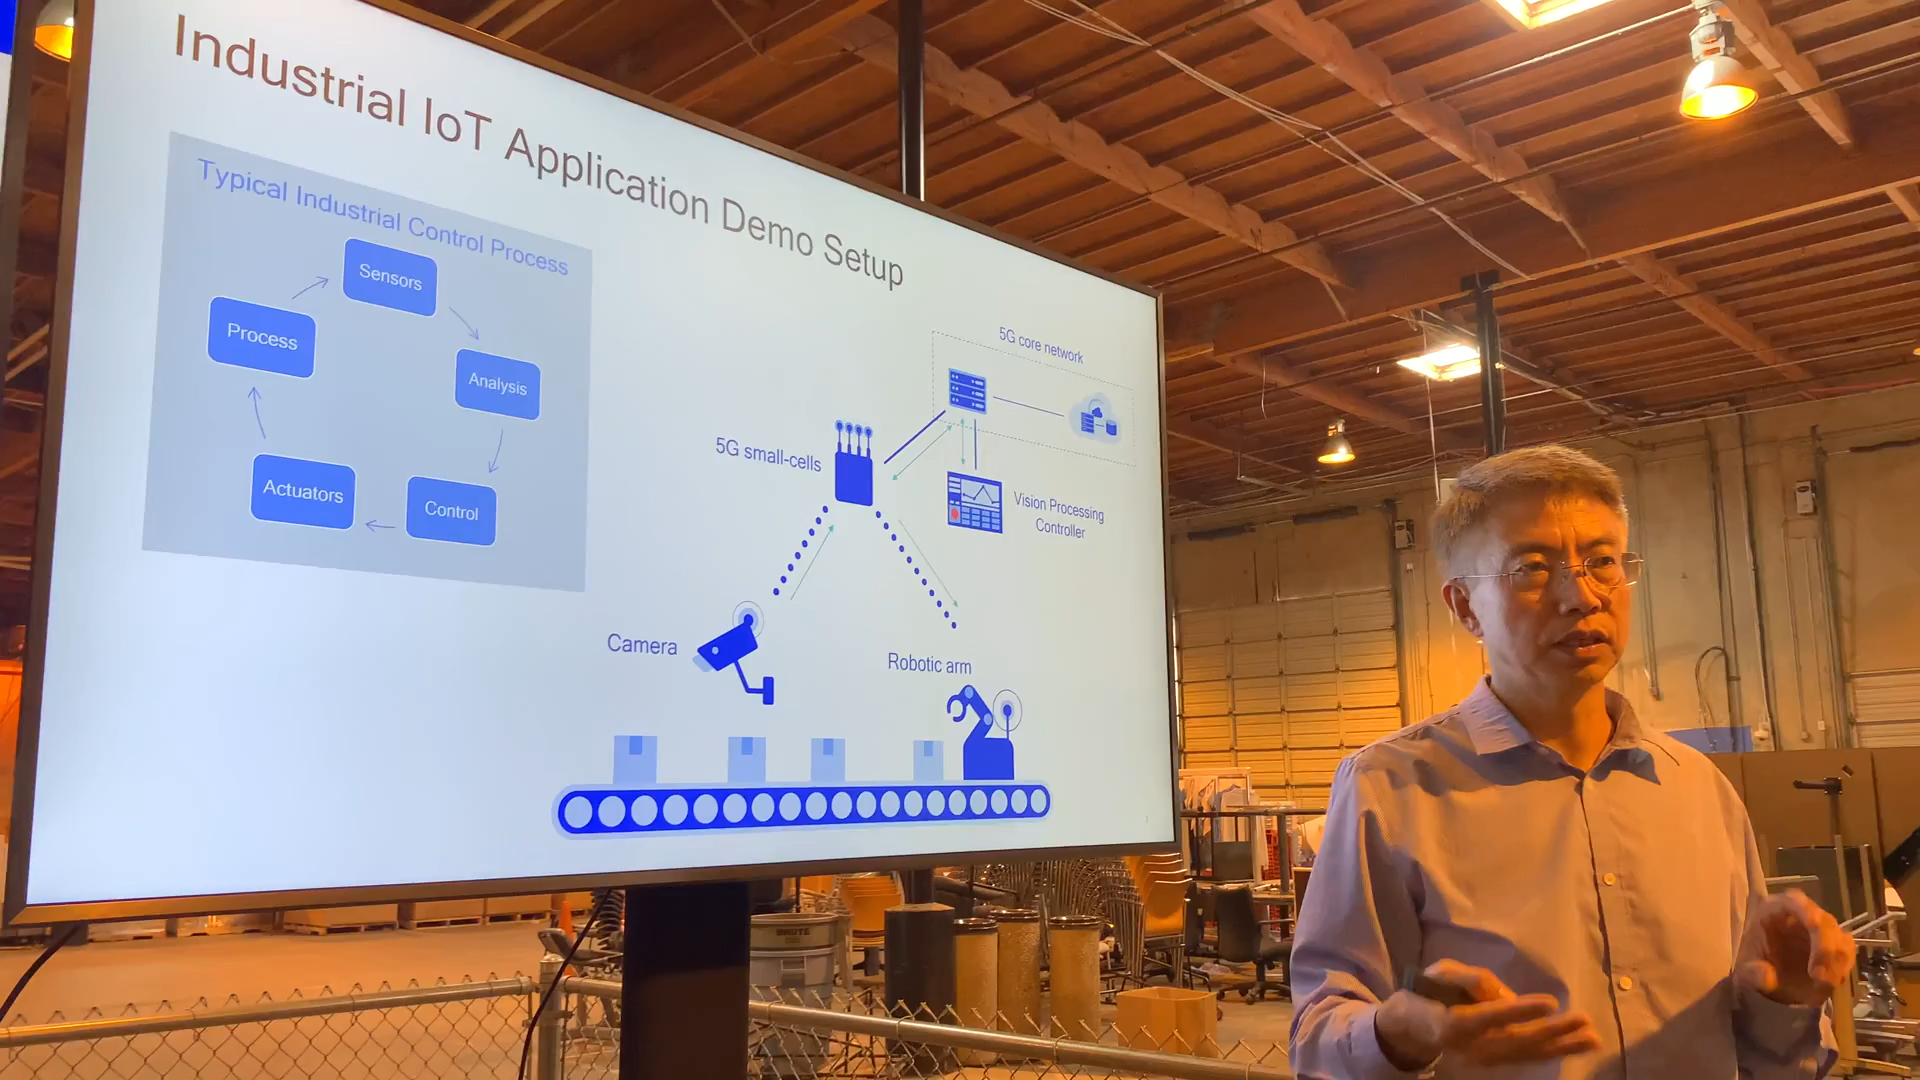 Industrial IoT Application Demo Setup
Typical Industrial Control Process
Sensors
Process
Analysis
Actuators
Control
5G core network
5G small-cells
Vision Processing
Controller
Camera
Robotic arm
BRUTE